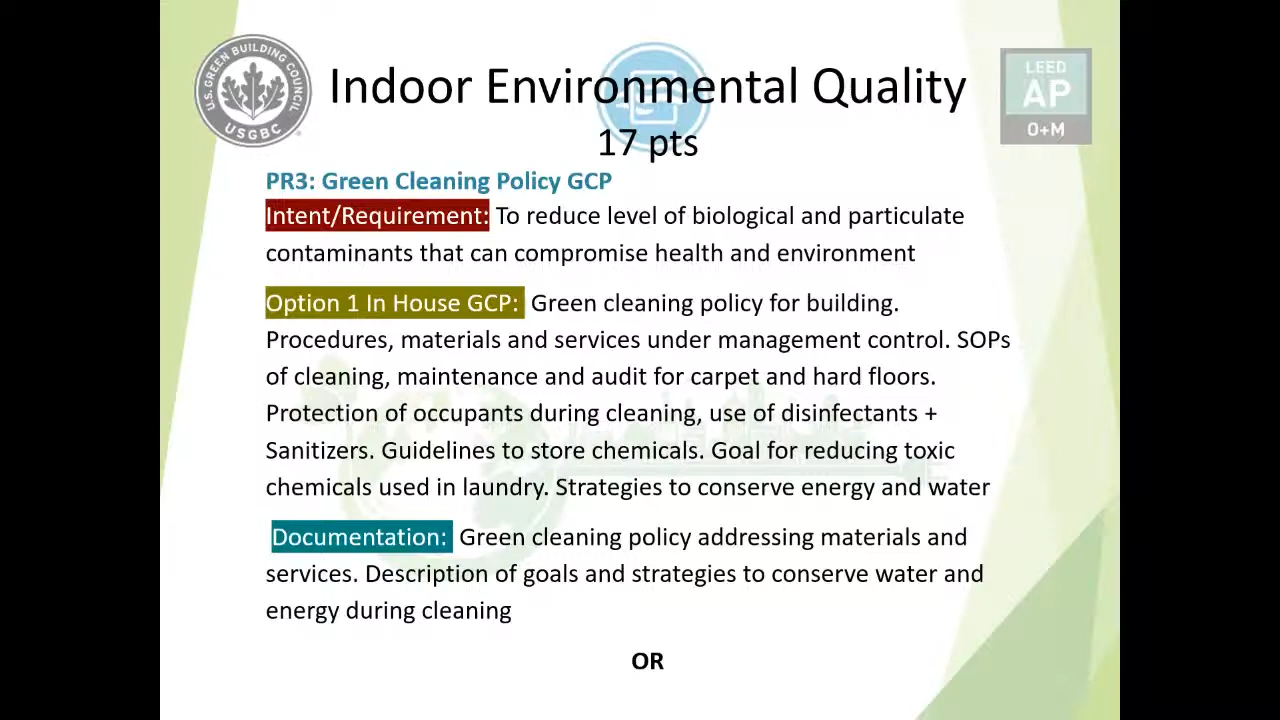 U.S. GREEN BUILDING COUNCIL
USGBC
Indoor Environmental Quality
17 pts
LEED
AP
O+M
PR3: Green Cleaning Policy GCP
Intent/Requirement: To reduce level of biological and particulate
contaminants that can compromise health and environment
Option 1 In House GCP: Green cleaning policy for building.
Procedures, materials and services under management control. SOPs
of cleaning, maintenance and audit for carpet and hard floors.
Protection of occupants during cleaning, use of disinfectants +
Sanitizers. Guidelines to store chemicals. Goal for reducing toxic
chemicals used in laundry. Strategies to conserve energy and water
Documentation: Green cleaning policy addressing materials and
services. Description of goals and strategies to conserve water and
energy during cleaning
OR